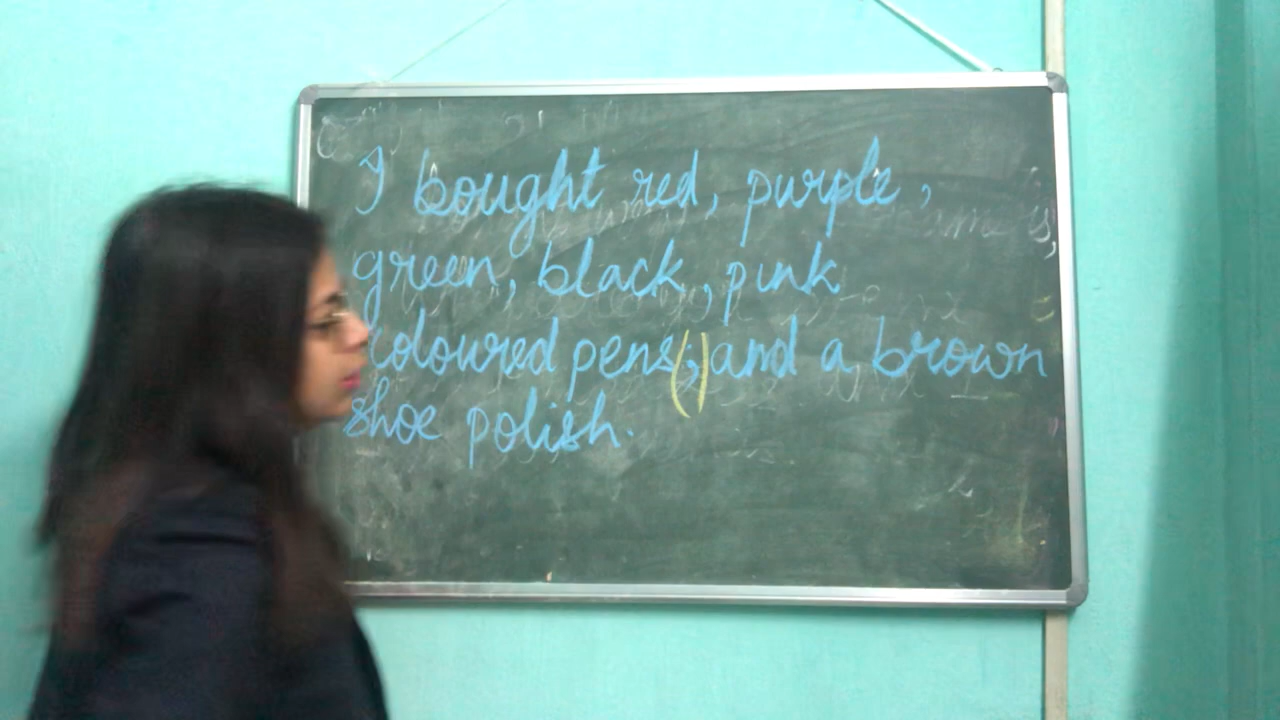 I bought red, purple,
green, black, pink
coloured pens(;)and a brown
shoe polish.